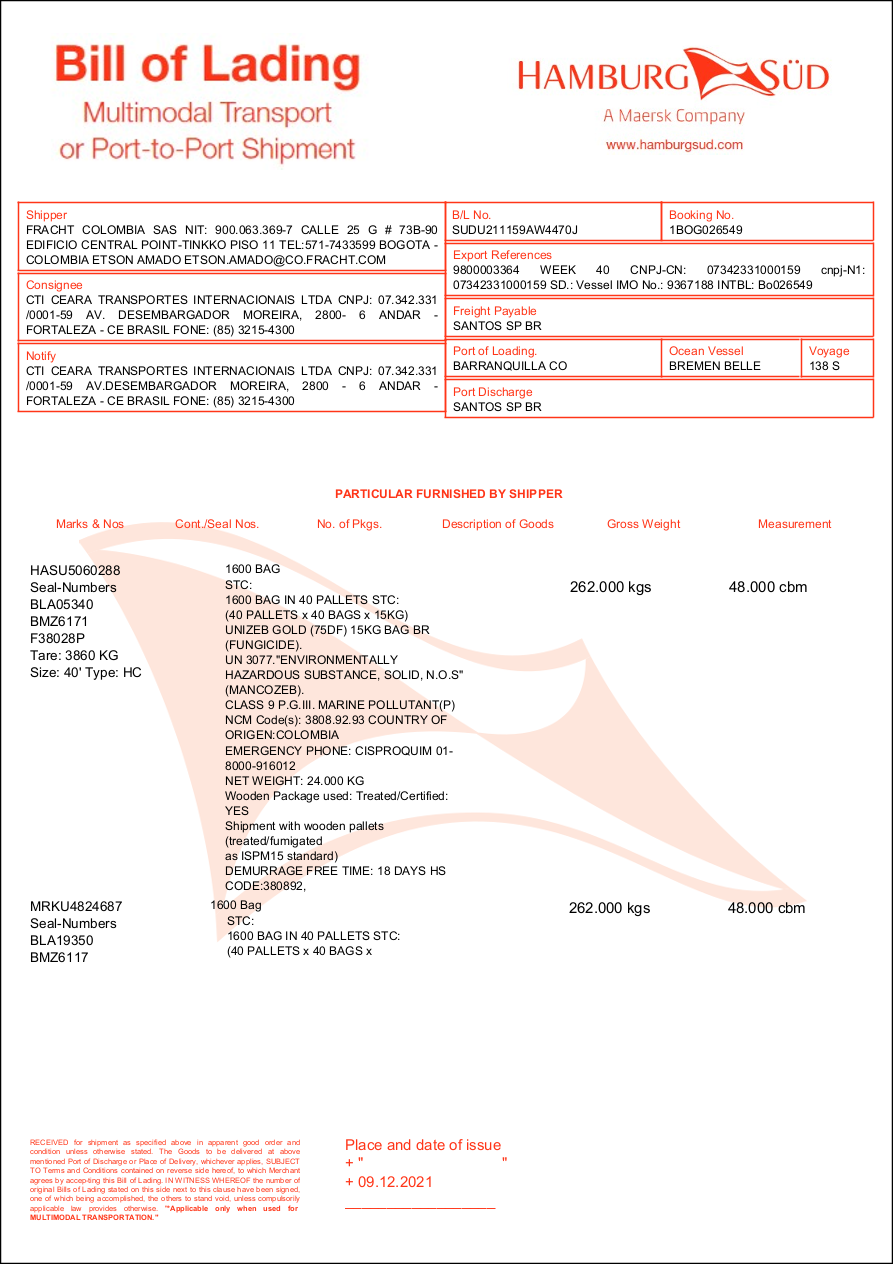 Bill of Lading
Multimodal Transport
or Port-to-Port Shipment
HAMBURG SÜD
A Maersk Company
www.hamburgsud.com
Shipper
FRACHT COLOMBIA SAS NIT: 900.063.369-7 CALLE 25 G # 73B-90
EDIFICIO CENTRAL POINT-TINKKO PISO 11 TEL:571-7433599 BOGOTA -
COLOMBIA ETSON AMADO ETSON.AMADO@CO.FRACHT.COM
Consignee
CTI CEARA TRANSPORTES INTERNACIONAIS LTDA CNPJ: 07.342.331
/0001-59 AV. DESEMBARGADOR MOREIRA, 2800- 6 ANDAR -
FORTALEZA - CE BRASIL FONE: (85) 3215-4300
Notify
CTI CEARA TRANSPORTES INTERNACIONAIS LTDA CNPJ: 07.342.331
/0001-59 AV.DESEMBARGADOR MOREIRA, 2800 - 6 ANDAR -
FORTALEZA - CE BRASIL FONE: (85) 3215-4300
B/L No.
SUDU211159AW4470J
Booking No.
1BOG026549
Export References
9800003364 WEEK 40 CNPJ-CN: 07342331000159 cnpj-N1:
07342331000159 SD.: Vessel IMO No.: 9367188 INTBL: Bo026549
Freight Payable
SANTOS SP BR
Port of Loading.
BARRANQUILLA CO
Ocean Vessel
BREMEN BELLE
Voyage
138 S
Port Discharge
SANTOS SP BR
PARTICULAR FURNISHED BY SHIPPER
Marks & Nos Cont./Seal Nos. No. of Pkgs. Description of Goods Gross Weight Measurement
HASU5060288
Seal-Numbers
BLA05340
BMZ6171
F38028P
Tare: 3860 KG
Size: 40' Type: HC
1600 BAG
STC:
1600 BAG IN 40 PALLETS STC:
(40 PALLETS x 40 BAGS x 15KG)
UNIZEB GOLD (75DF) 15KG BAG BR
(FUNGICIDE).
UN 3077."ENVIRONMENTALLY
HAZARDOUS SUBSTANCE, SOLID, N.O.S"
(MANCOZEB).
CLASS 9 P.G.III. MARINE POLLUTANT(P)
NCM Code(s): 3808.92.93 COUNTRY OF
ORIGEN:COLOMBIA
EMERGENCY PHONE: CISPROQUIM 01-
8000-916012
NET WEIGHT: 24.000 KG
Wooden Package used: Treated/Certified:
YES
Shipment with wooden pallets
(treated/fumigated
as ISPM15 standard)
DEMURRAGE FREE TIME: 18 DAYS HS
CODE:380892,
262.000 kgs
48.000 cbm
MRKU4824687
Seal-Numbers
BLA19350
BMZ6117
1600 Bag
STC:
1600 BAG IN 40 PALLETS STC:
(40 PALLETS x 40 BAGS x
262.000 kgs
48.000 cbm
RECEIVED for shipment as specified above in apparent good order and
condition unless otherwise stated. The Goods to be delivered at above
mentioned Port of Discharge or Place of Delivery, whichever applies, SUBJECT
TO Terms and Conditions contained on reverse side hereof, to which Merchant
agrees by accep-ting this Bill of Lading, IN WITNESS WHEREOF the number of
original Bills of Lading stated on this side next to this clause have been signed,
one of which being accomplished, the others to stand void, unless compulsorily
applicable law provides otherwise. "*Applicable only when used for
MULTIMODAL TRANSPORTATION."
Place and date of issue
+ " "
+ 09.12.2021